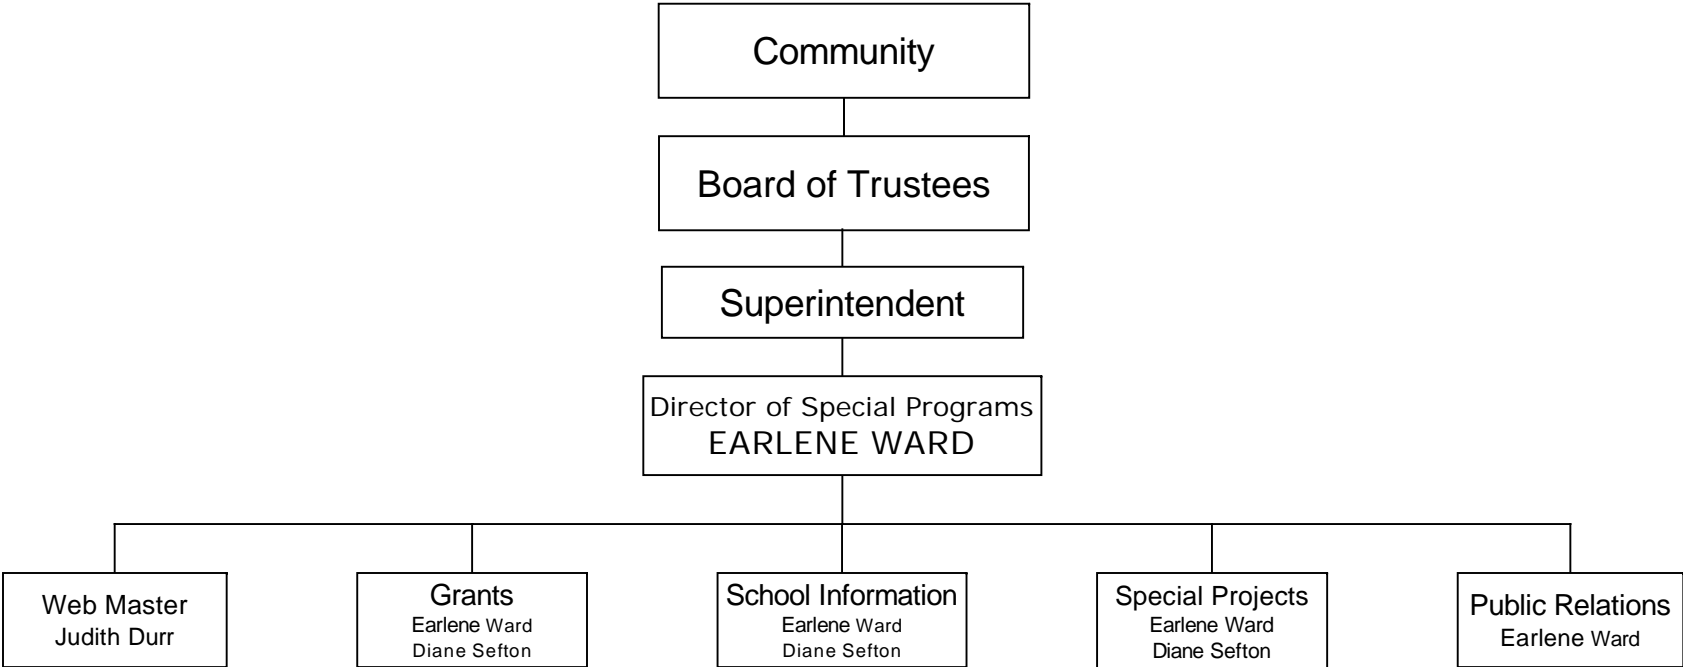 Community
Board of Trustees
Superintendent
Director of Special Programs
EARLENE WARD
Web Master
Judith Durr
Grants
Earlene Ward
Diane Sefton
School Information
Earlene Ward
Diane Sefton
Special Projects
Earlene Ward
Diane Sefton
Public Relations
Earlene Ward